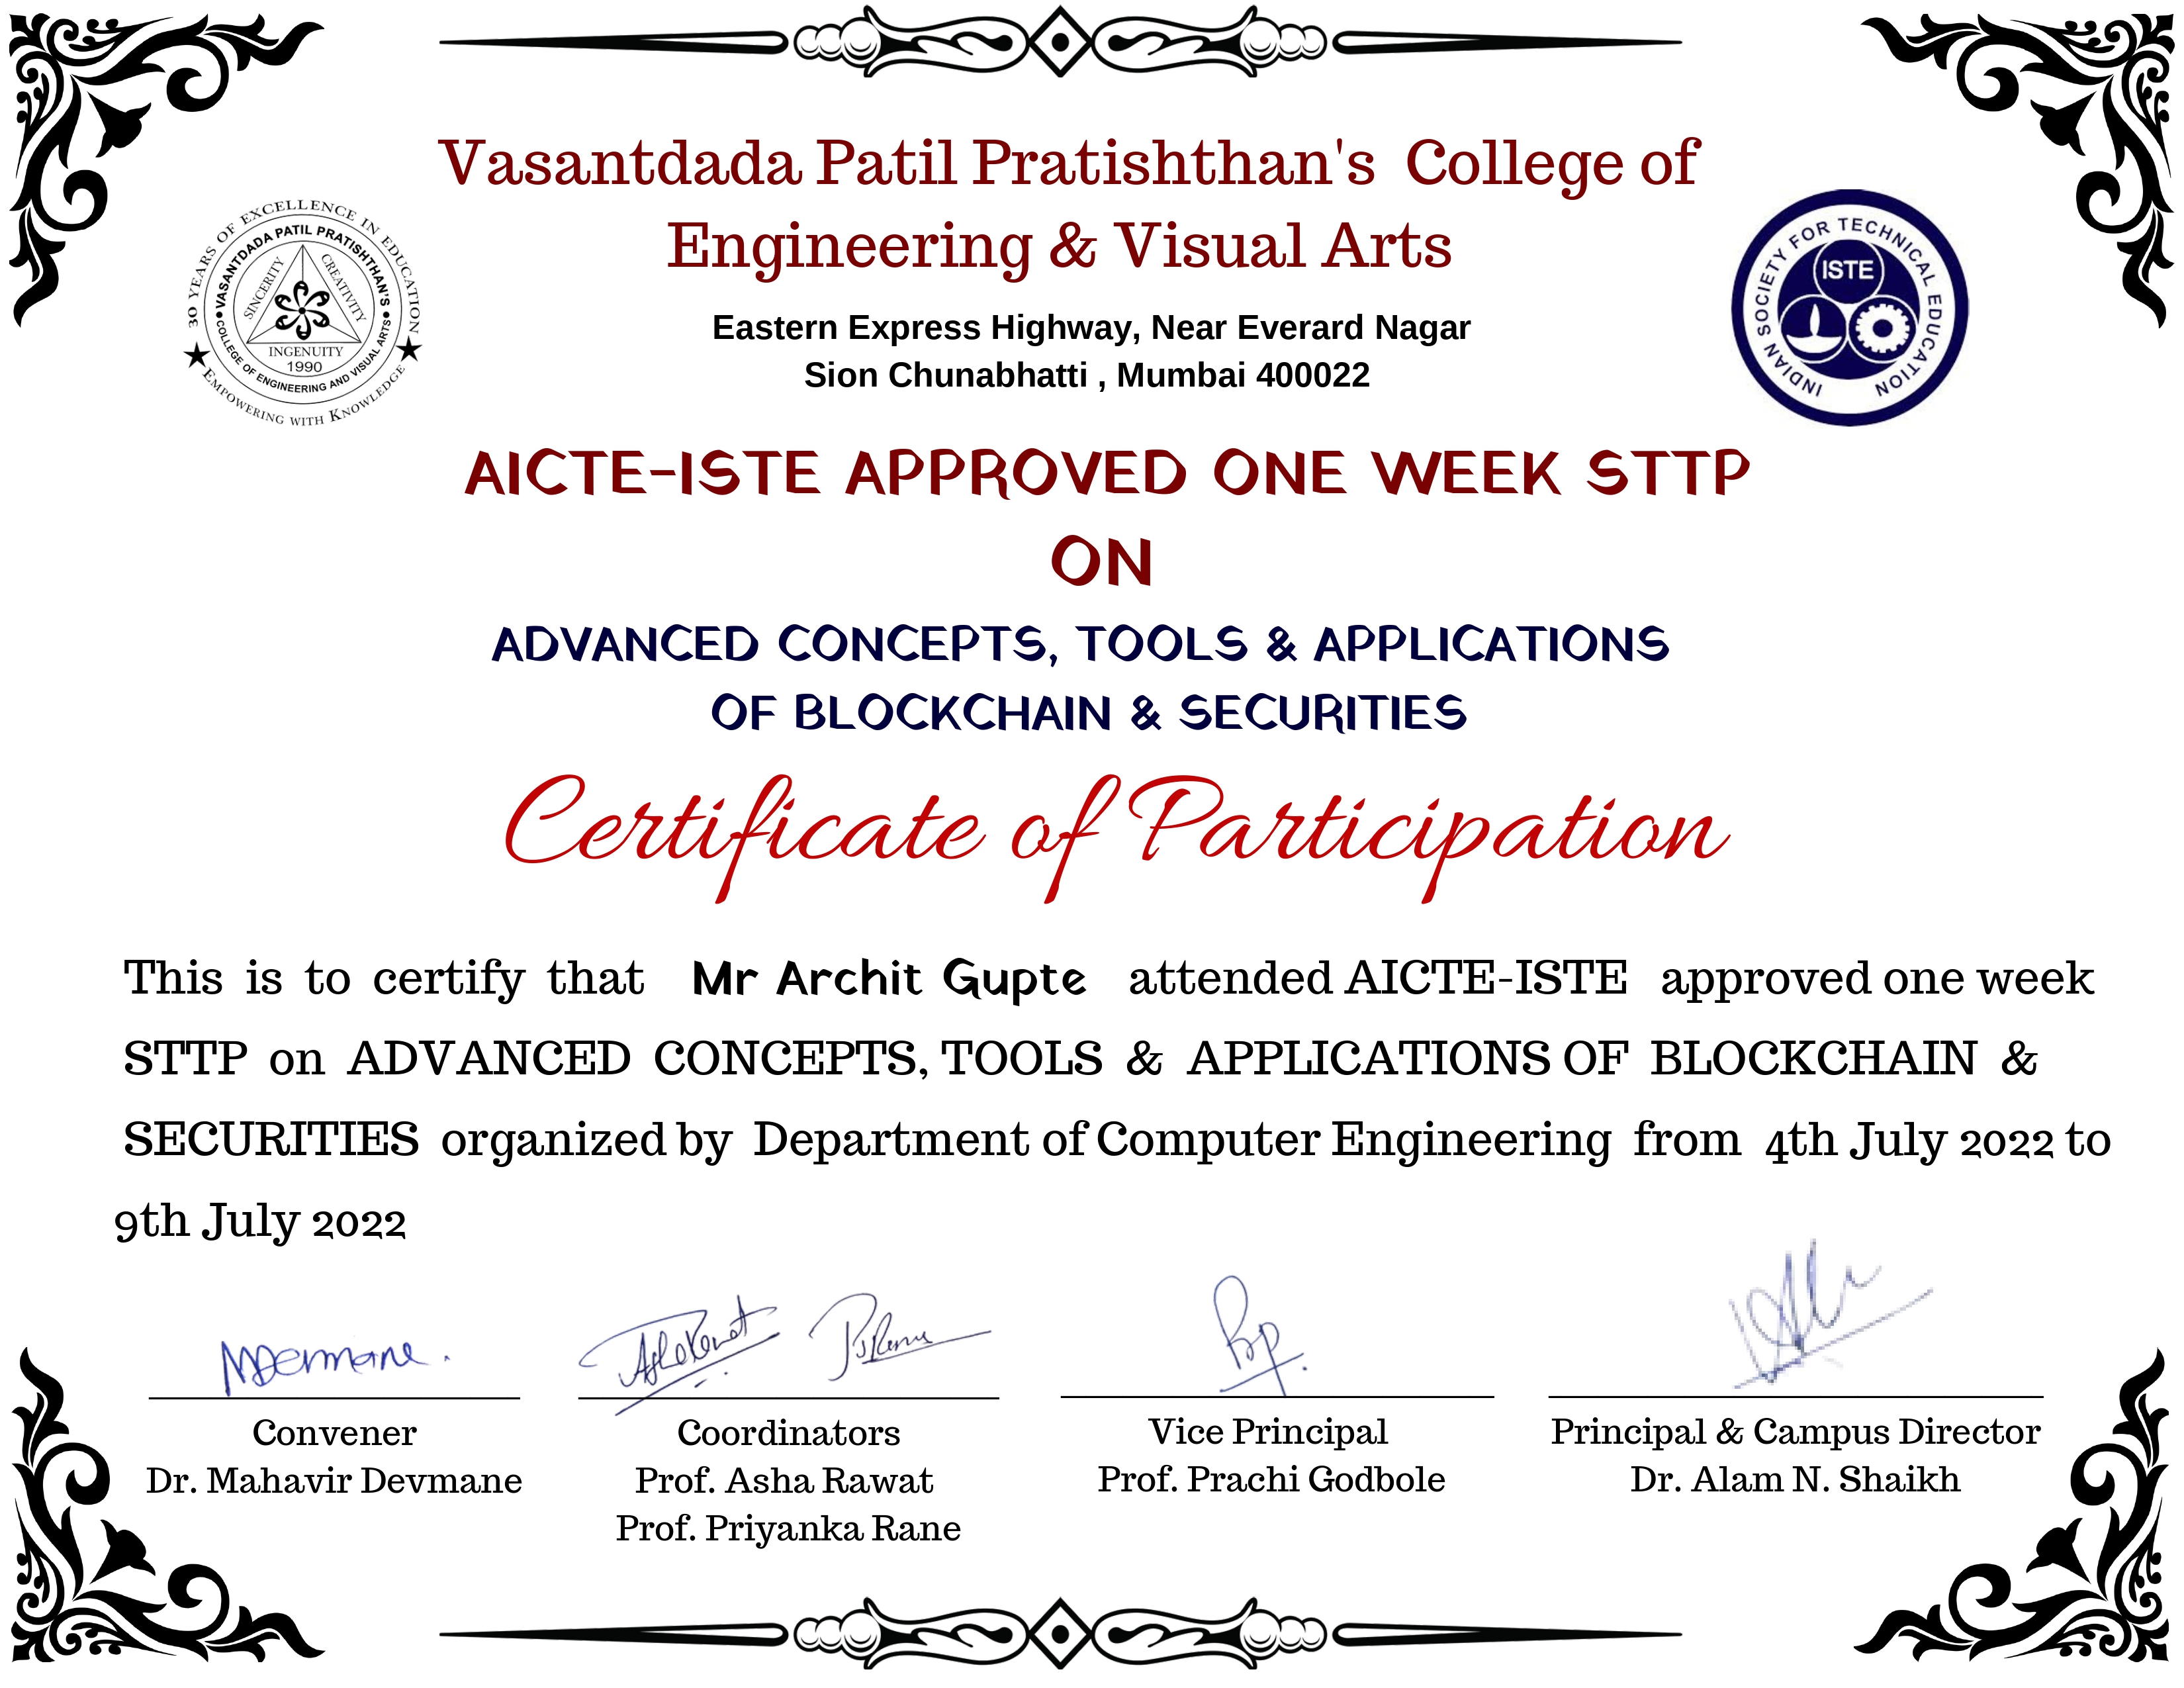 Vasantdada Patil Pratishthan's College of
Engineering & Visual Arts
Eastern Express Highway, Near Everard Nagar
Sion Chunabhatti , Mumbai 400022
30 YEARS OF EXCELLENCE IN EDUCATION
EMPOWERING WITH KNOWLEDGE
VASANTDADA PATIL PRATISHTHAN'S
COLLEGE OF ENGINEERING AND VISUAL ARTS
SINCERITY
CREATIVITY
INGENUITY
1990
INDIAN SOCIETY FOR TECHNICAL EDUCATION
ISTE
AICTE-ISTE APPROVED ONE WEEK STTP
ON
ADVANCED CONCEPTS, TOOLS & APPLICATIONS
OF BLOCKCHAIN & SECURITIES
Certificate of Participation
This is to certify that Mr Archit Gupte attended AICTE-ISTE approved one week
STTP on ADVANCED CONCEPTS, TOOLS & APPLICATIONS OF BLOCKCHAIN &
SECURITIES organized by Department of Computer Engineering from 4th July 2022 to
9th July 2022
Convener
Dr. Mahavir Devmane
Coordinators
Prof. Asha Rawat
Prof. Priyanka Rane
Vice Principal
Prof. Prachi Godbole
Principal & Campus Director
Dr. Alam N. Shaikh